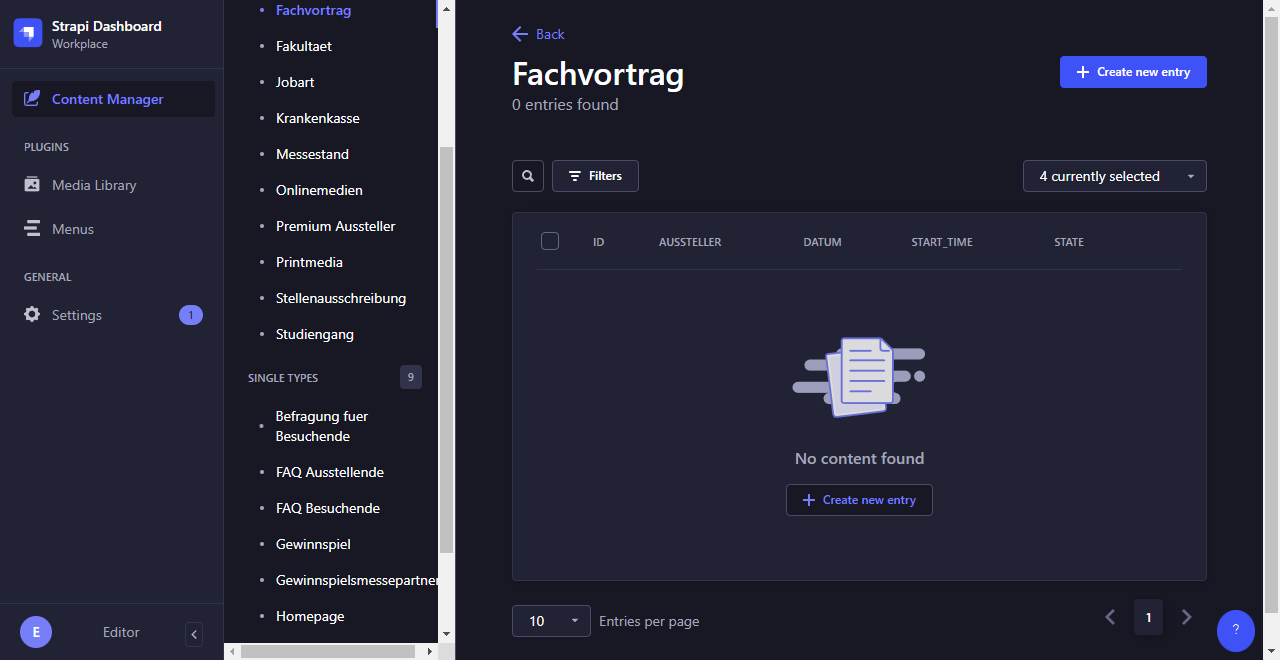 Strapi Dashboard
Workplace
Content Manager
PLUGINS
Media Library
Menus
GENERAL
Settings
1
E
Editor
Fachvortrag
Fakultaet
Jobart
Krankenkasse
Messestand
Onlinemedien
Premium Aussteller
Printmedia
Stellenausschreibung
Studiengang
SINGLE TYPES
9
Befragung fuer
Besuchende
FAQ Ausstellende
FAQ Besuchende
Gewinnspiel
Gewinnspielsmessepartner
Homepage
Back
Fachvortrag
0 entries found
Create new entry
Filters
4 currently selected
ID AUSSTELLER DATUM START_TIME STATE
No content found
Create new entry
10 Entries per page
1
?